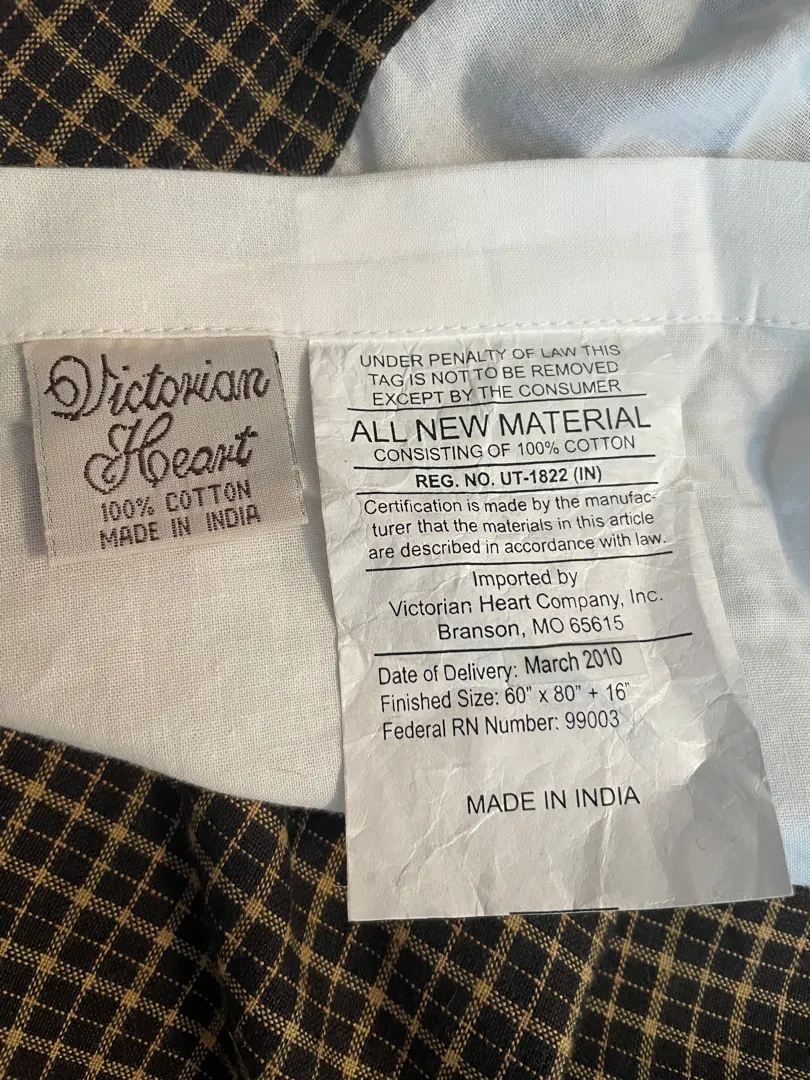 Victorian
Heart
100% COTTON
MADE IN INDIA
UNDER PENALTY OF LAW THIS
TAG IS NOT TO BE REMOVED
EXCEPT BY THE CONSUMER
ALL NEW MATERIAL
CONSISTING OF 100% COTTON
REG. NO. UT-1822 (IN)
Certification is made by the manufac-
turer that the materials in this article
are described in accordance with law.
Imported by
Victorian Heart Company, Inc.
Branson, MO 65615
Date of Delivery: March 2010
Finished Size: 60” x 80” + 16”
Federal RN Number: 99003
MADE IN INDIA